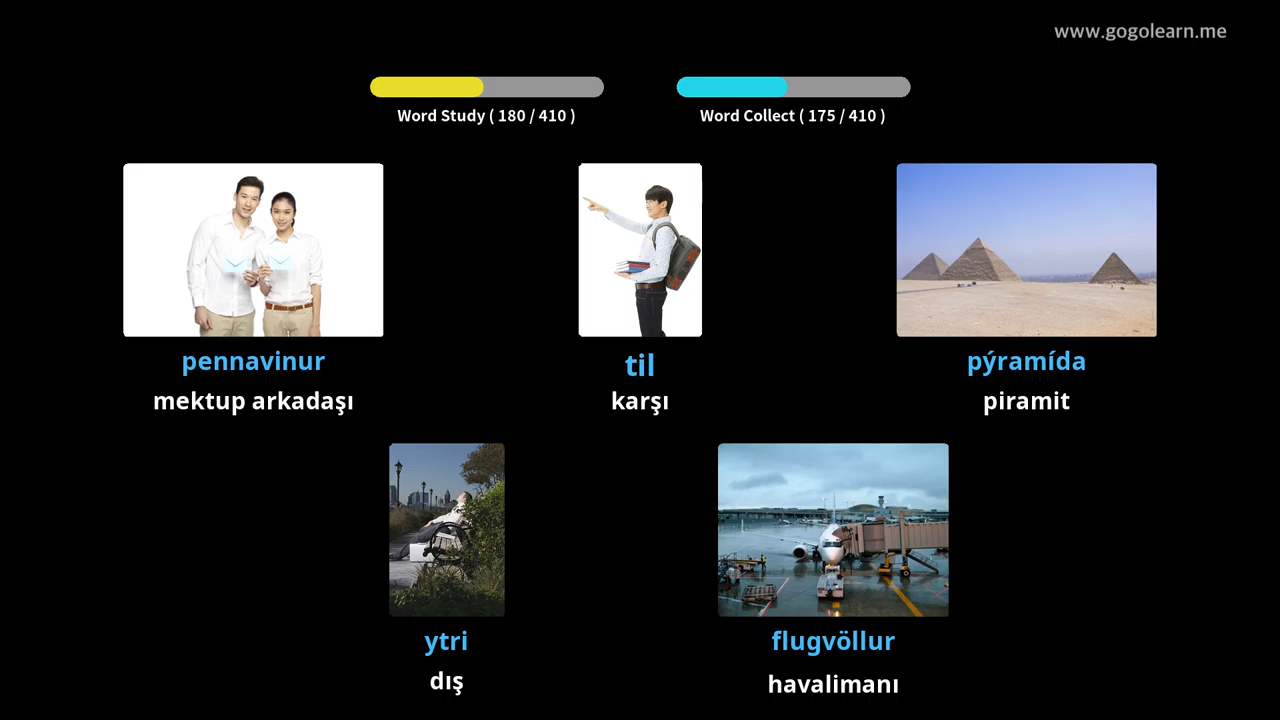 www.gogolearn.me
Word Study ( 180 / 410 )
Word Collect ( 175 / 410 )
pennavinur
mektup arkadaşı
til
karşı
pýramída
piramit
ytri
dış
flugvöllur
havalimanı